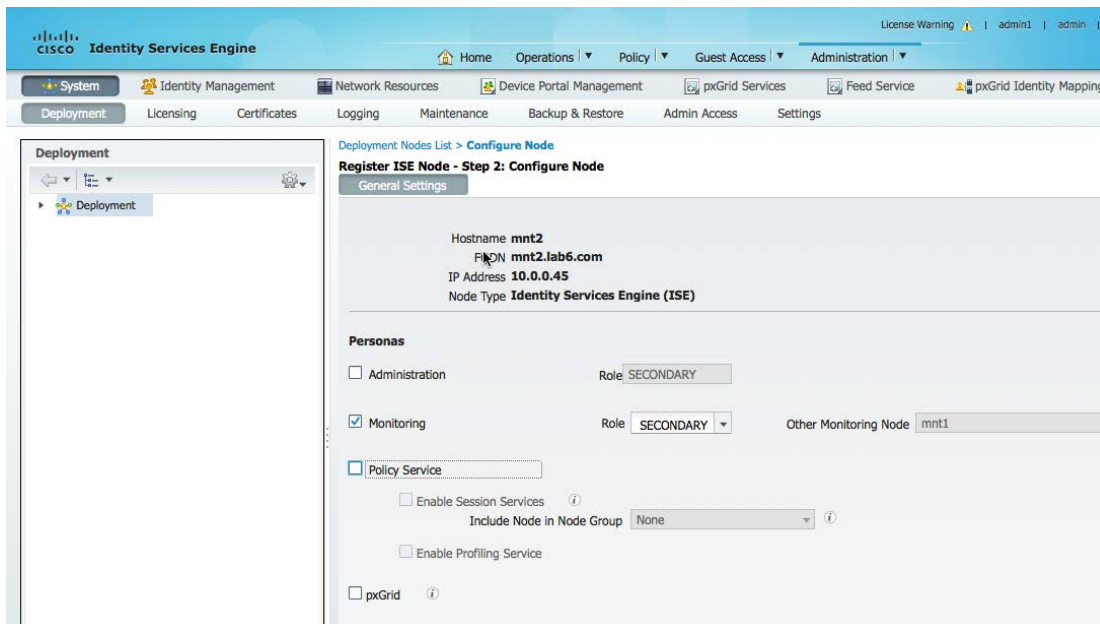 License Warning | admin1 | admin |
CISCO Identity Services Engine
Home Operations | Policy | Guest Access | Administration |
System Identity Management Network Resources Device Portal Management pxGrid Services Feed Service pxGrid Identity Mapping
Deployment Licensing Certificates Logging Maintenance Backup & Restore Admin Access Settings
Deployment
Deployment
Deployment Nodes List > Configure Node
Register ISE Node - Step 2: Configure Node
General Settings
Hostname mnt2
FQDN mnt2.lab6.com
IP Address 10.0.0.45
Node Type Identity Services Engine (ISE)
Personas
Administration Role SECONDARY
Monitoring Role SECONDARY Other Monitoring Node mnt1
Policy Service
Enable Session Services
Include Node in Node Group None
Enable Profiling Service
pxGrid